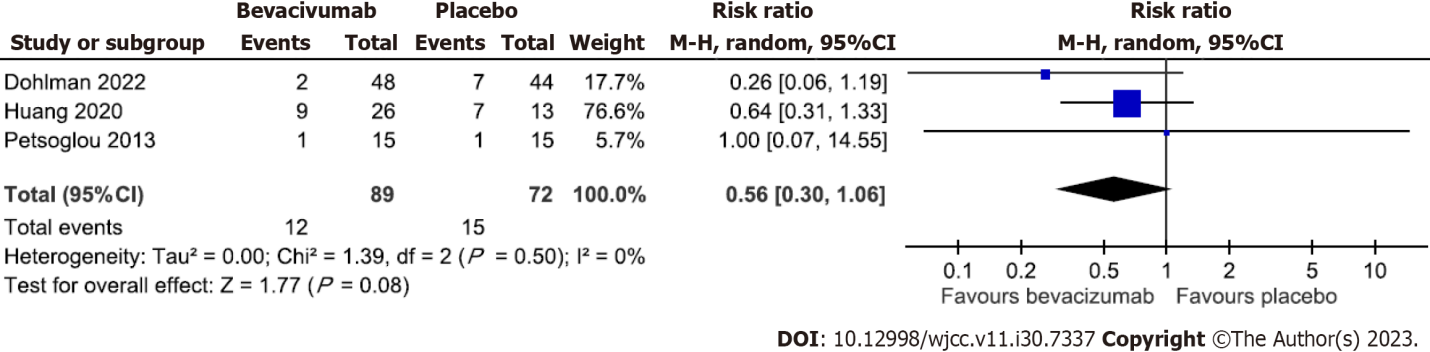 Bevacivumab Placebo Risk ratio Risk ratio
Study or subgroup Events Total Events Total Weight M-H, random, 95%CI M-H, random, 95%CI
Dohlman 2022 2 48 7 44 17.7% 0.26 [0.06, 1.19]
Huang 2020 9 26 7 13 76.6% 0.64 [0.31, 1.33]
Petsoglou 2013 1 15 1 15 5.7% 1.00 [0.07, 14.55]
Total (95%CI) 89 72 100.0% 0.56 [0.30, 1.06]
Total events 12 15
Heterogeneity: Tau² = 0.00; Chi² = 1.39, df = 2 (P = 0.50); I² = 0%
Test for overall effect: Z = 1.77 (P = 0.08)
0.1 0.2 0.5 1 2 5 10
Favours bevacizumab Favours placebo
DOI: 10.12998/wjcc.v11.i30.7337 Copyright ©The Author(s) 2023.